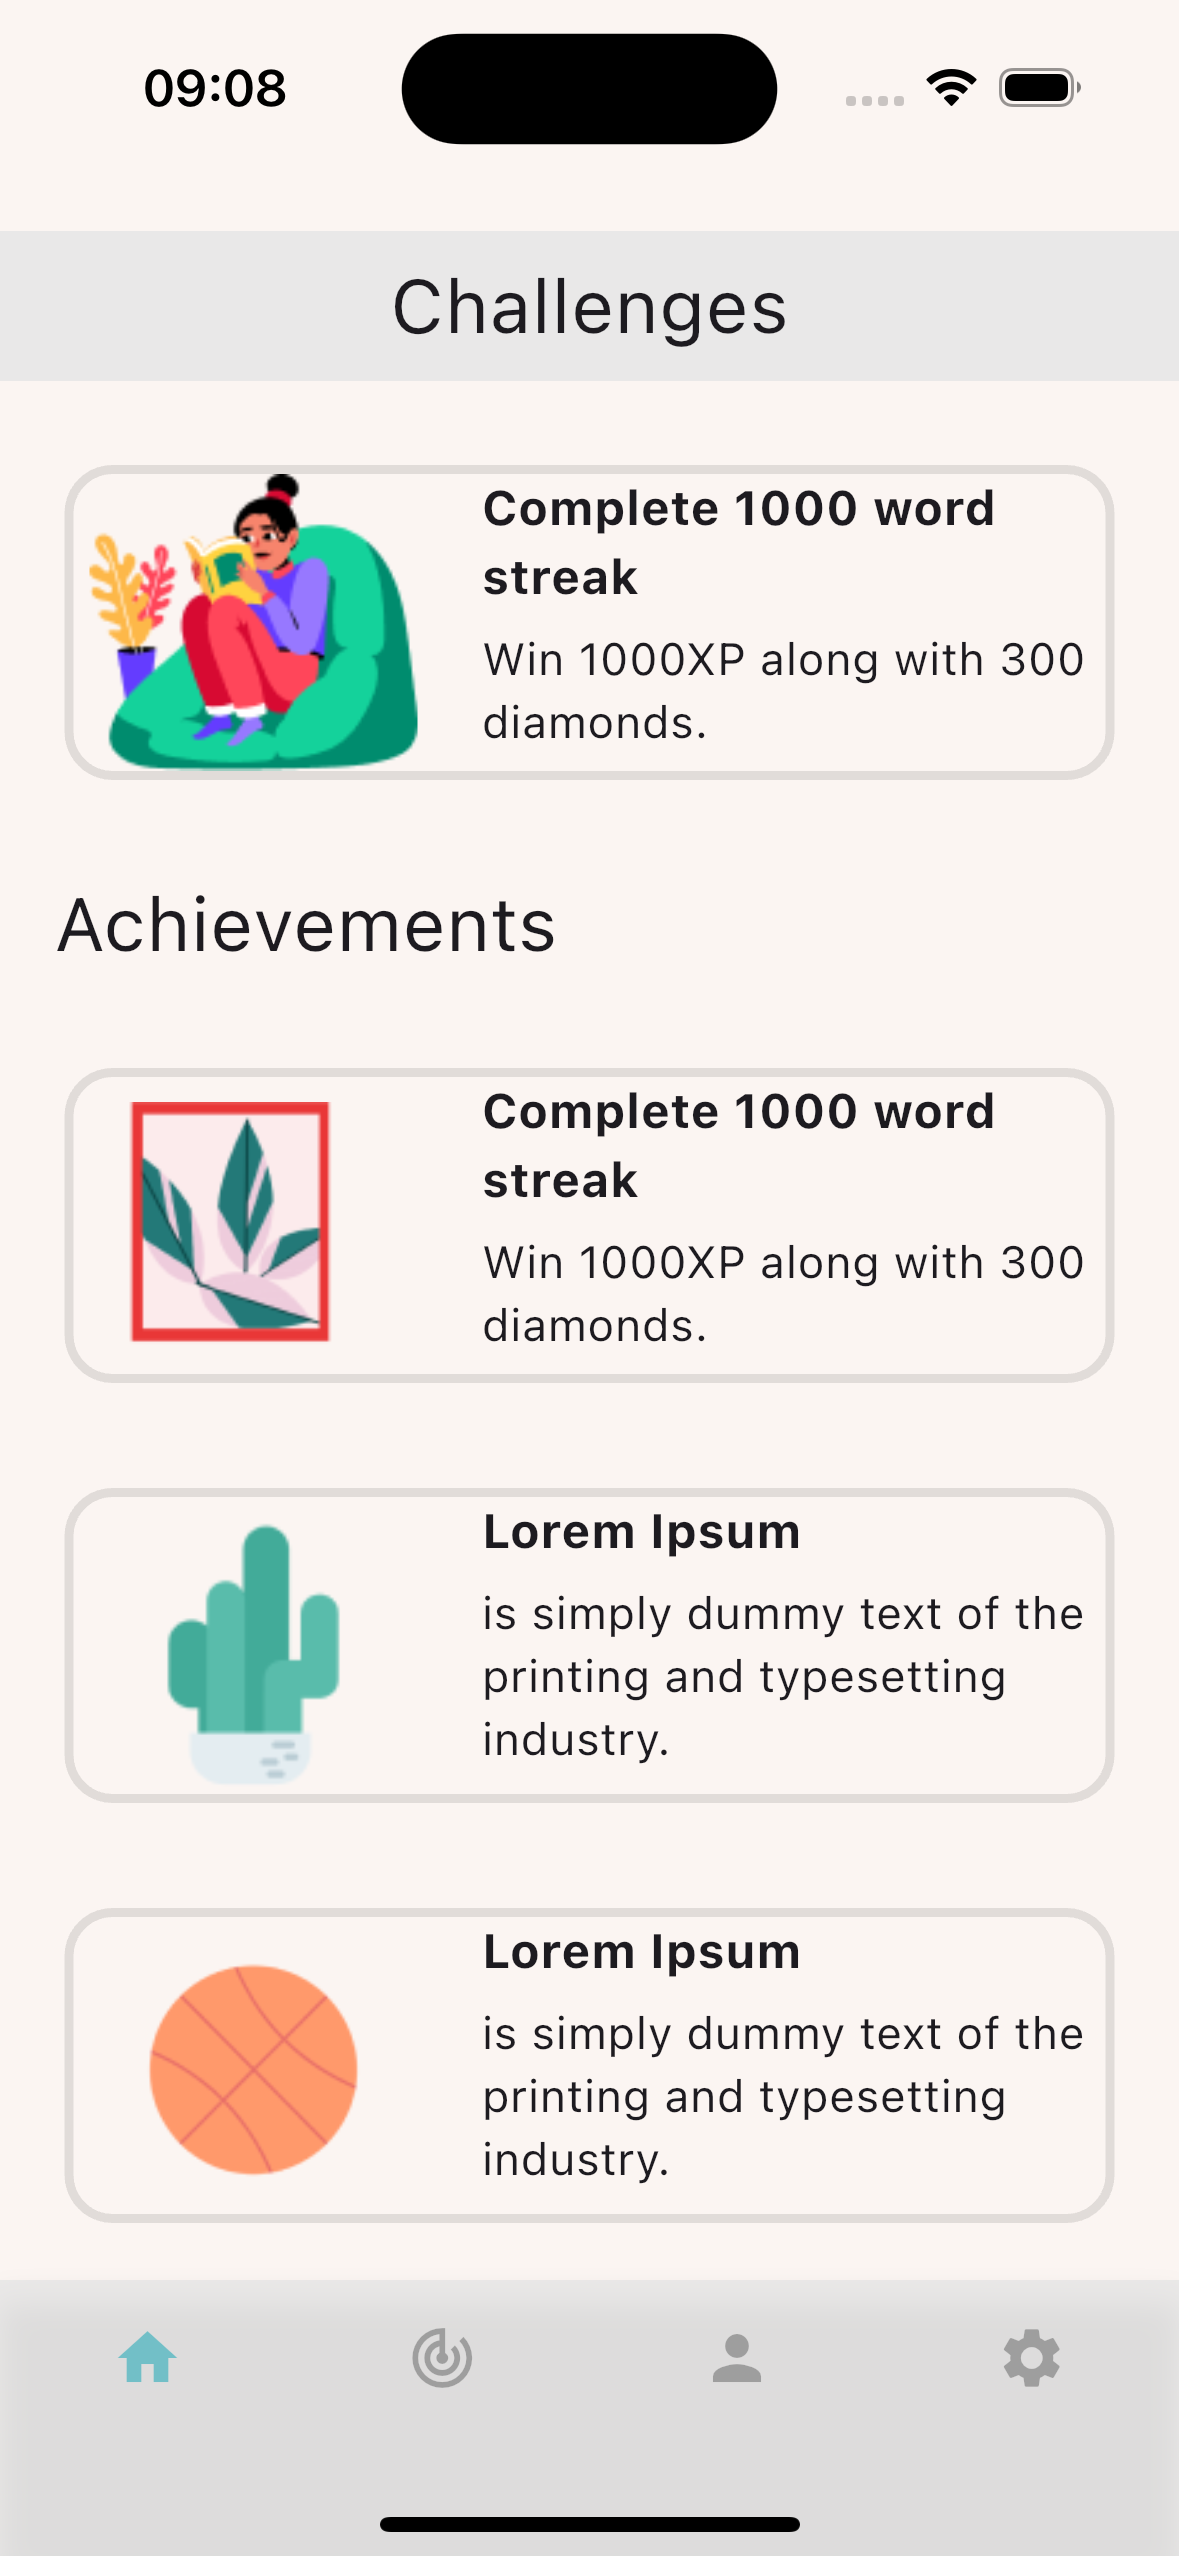 09:08
Challenges
Complete 1000 word
streak
Win 1000XP along with 300
diamonds.
Achievements
Complete 1000 word
streak
Win 1000XP along with 300
diamonds.
Lorem Ipsum
is simply dummy text of the
printing and typesetting
industry.
Lorem Ipsum
is simply dummy text of the
printing and typesetting
industry.